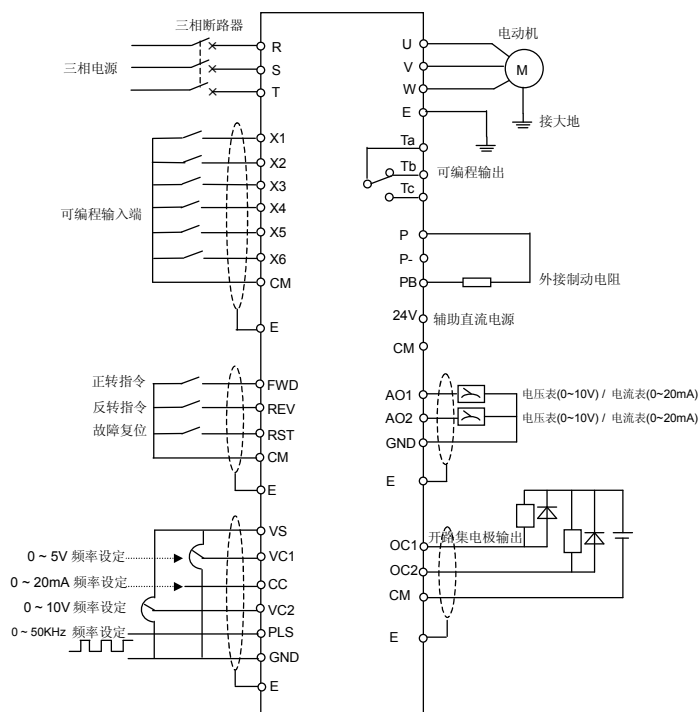 三相断路器
三相电源
R
S
T
X1
X2
X3
X4
可编程输入端
X5
X6
CM
E
正转指令
FWD
反转指令
REV
故障复位
RST
CM
E
VS
0 ~ 5V 频率设定
VC1
0 ~ 20mA 频率设定
CC
0 ~ 10V 频率设定
VC2
0 ~ 50KHz 频率设定
PLS
GND
E
电动机
U
V
W
M
E
接大地
Ta
Tb
可编程输出
Tc
P
P-
PB
外接制动电阻
24V
辅助直流电源
CM
AO1
电压表(0~10V) / 电流表(0~20mA)
AO2
电压表(0~10V) / 电流表(0~20mA)
GND
E
OC1
开路集电极输出
OC2
CM
E